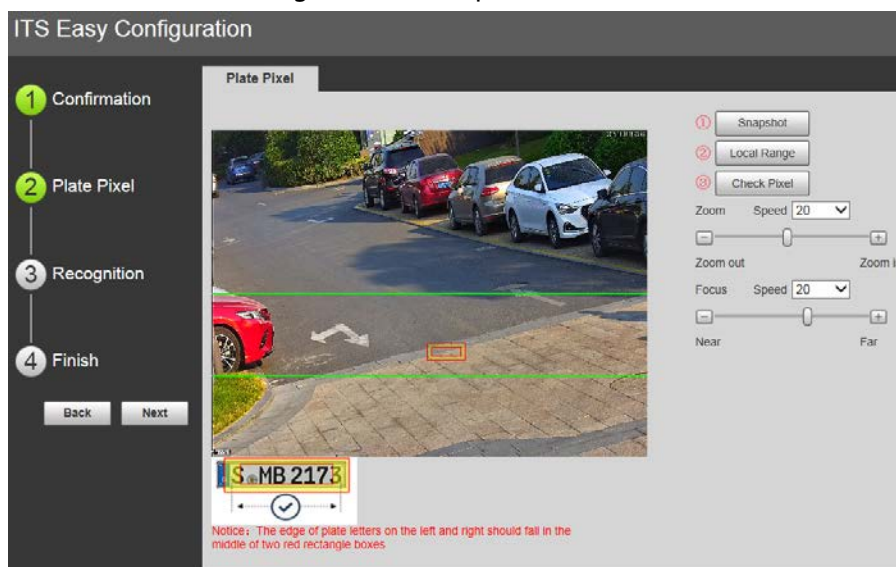 ITS Easy Configuration
1 Confirmation
2 Plate Pixel
3 Recognition
4 Finish
Back Next
Plate Pixel
① Snapshot
② Local Range
③ Check Pixel
Zoom Speed 20
Zoom out Zoom i
Focus Speed 20
Near Far
S MB 2173
Notice: The edge of plate letters on the left and right should fall in the
middle of two red rectangle boxes